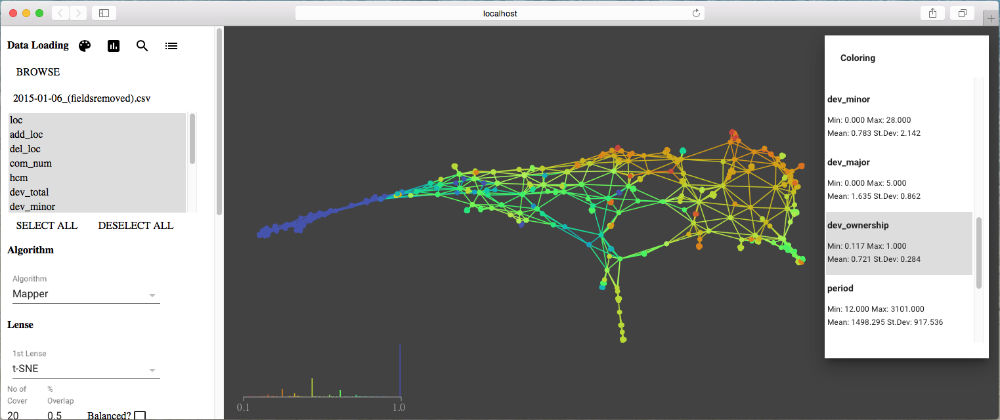 localhost
Data Loading
BROWSE
2015-01-06_(fieldsremoved).csv
loc
add_loc
del_loc
com_num
hcm
dev_total
dev_minor
SELECT ALL DESELECT ALL
Algorithm
Algorithm
Mapper
Lense
1st Lense
t-SNE
No of %
Cover Overlap
20 0.5 Balanced?
0.1 1.0
Coloring
dev_minor
Min: 0.000 Max: 28.000
Mean: 0.783 St.Dev: 2.142
dev_major
Min: 0.000 Max: 5.000
Mean: 1.635 St.Dev: 0.862
dev_ownership
Min: 0.117 Max: 1.000
Mean: 0.721 St.Dev: 0.284
period
Min: 12.000 Max: 3101.000
Mean: 1498.295 St.Dev: 917.536